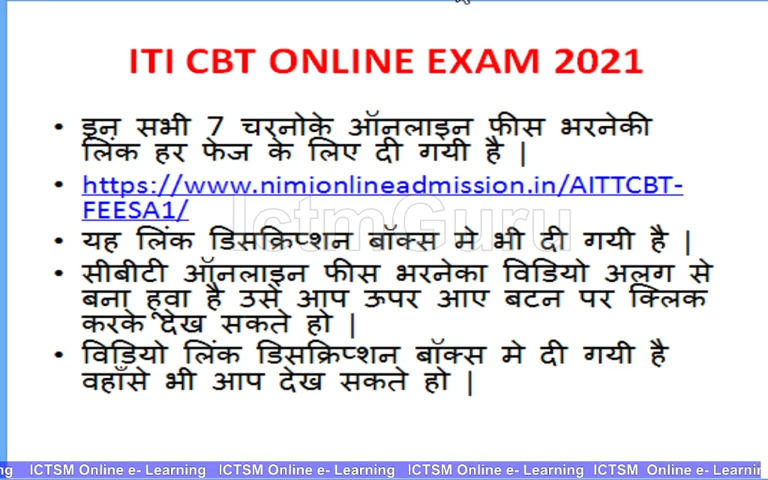 ITI CBT ONLINE EXAM 2021
• इन सभी 7 चरनोके ऑनलाइन फीस भरनेकी
लिंक हर फेज के लिए दी गयी है |
• https://www.nimionlineadmission.in/AITTCBT-
FEESA1/
IctmGuru
• यह लिंक डिसक्रिप्शन बॉक्स मे भी दी गयी है |
• सीबीटी ऑनलाइन फीस भरनेका विडियो अलग से
बना हूवा है उसे आप ऊपर आए बटन पर क्लिक
करके देख सकते हो |
• विडियो लिंक डिसक्रिप्शन बॉक्स मे दी गयी है
वहाँसे भी आप देख सकते हो |
ng ICTSM Online e- Learning ICTSM Online e- Learning ICTSM Online e- Learning ICTSM Online e- Learning